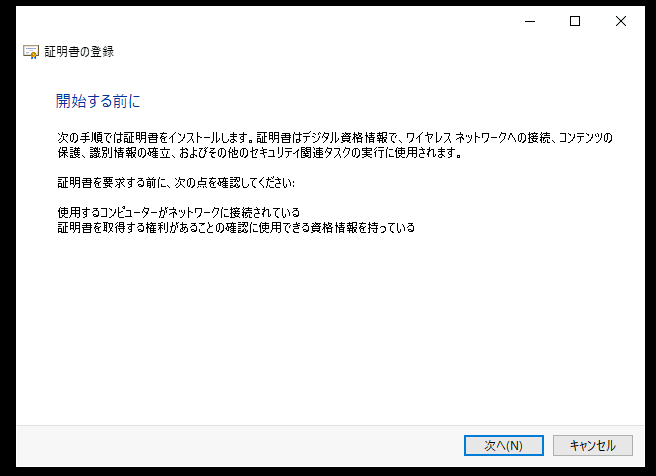 証明書の登録
開始する前に
次の手順では証明書をインストールします。証明書はデジタル資格情報で、ワイヤレス ネットワークへの接続、コンテンツの
保護、識別情報の確立、およびその他のセキュリティ関連タスクの実行に使用されます。
証明書を要求する前に、次の点を確認してください:
使用するコンピューターがネットワークに接続されている
証明書を取得する権利があることの確認に使用できる資格情報を持っている
次へ(N)
キャンセル